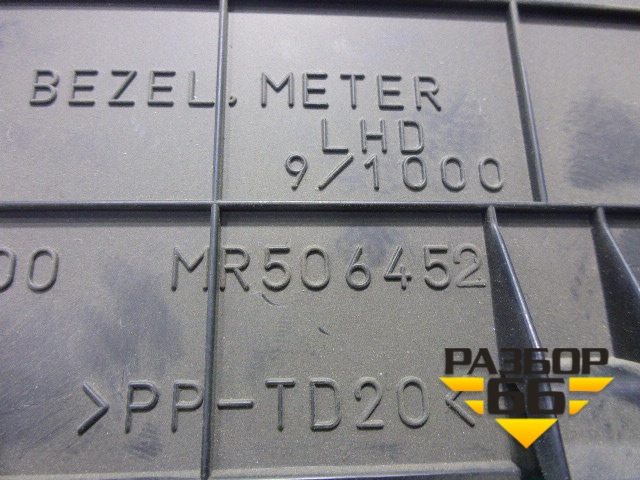 BEZEL, METER
LHD
9/1000
00 MR506452
>PP-TD20<
РАЗБОР
66